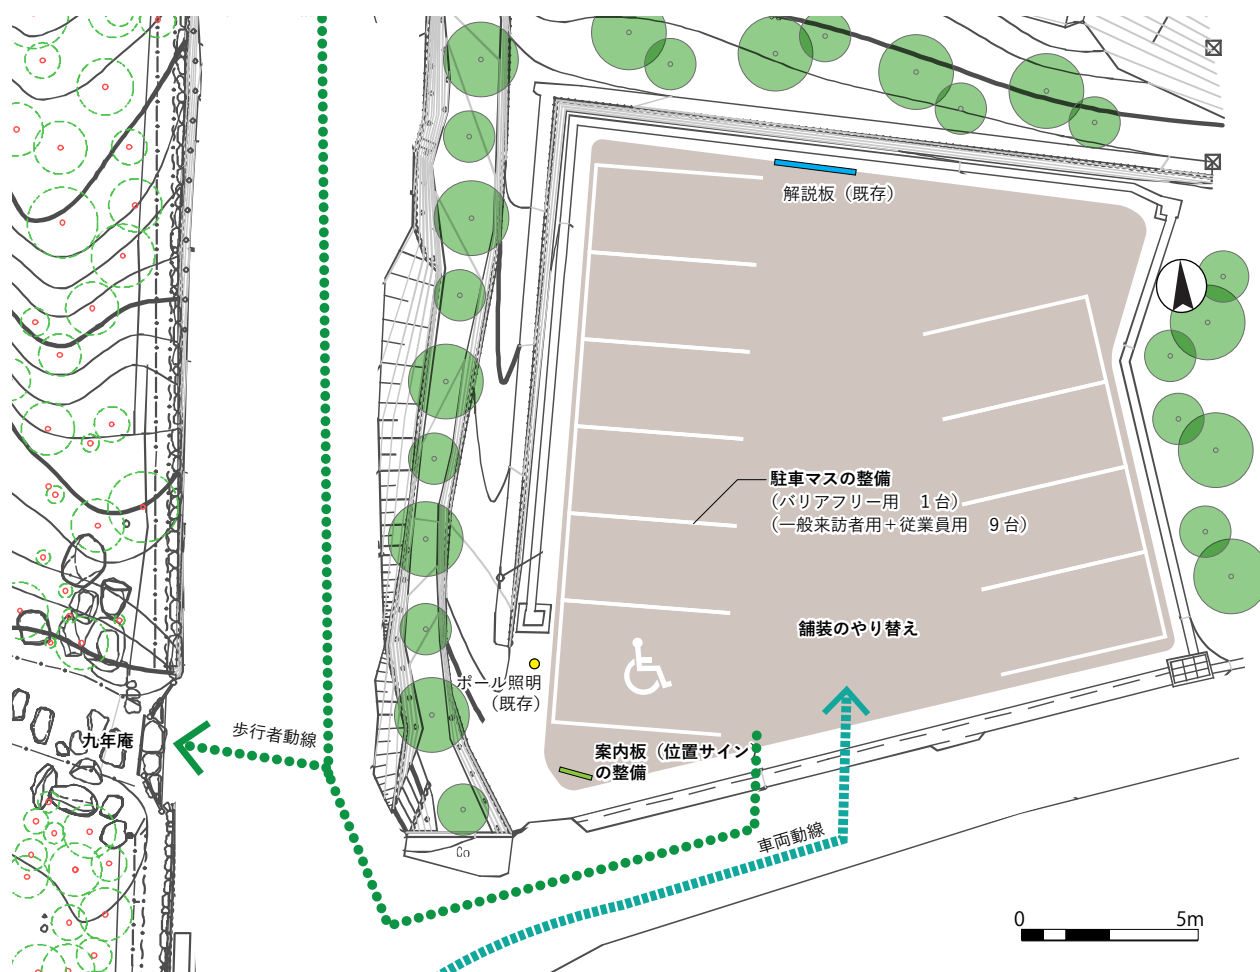 解説板（既存）
駐車マスの整備
（バリアフリー用　１台）
（一般来訪者用＋従業員用　９台）
舗装のやり替え
ポール照明
（既存）
歩行者動線
九年庵
案内板（位置サイン）
の整備
車両動線
Co
0 5m